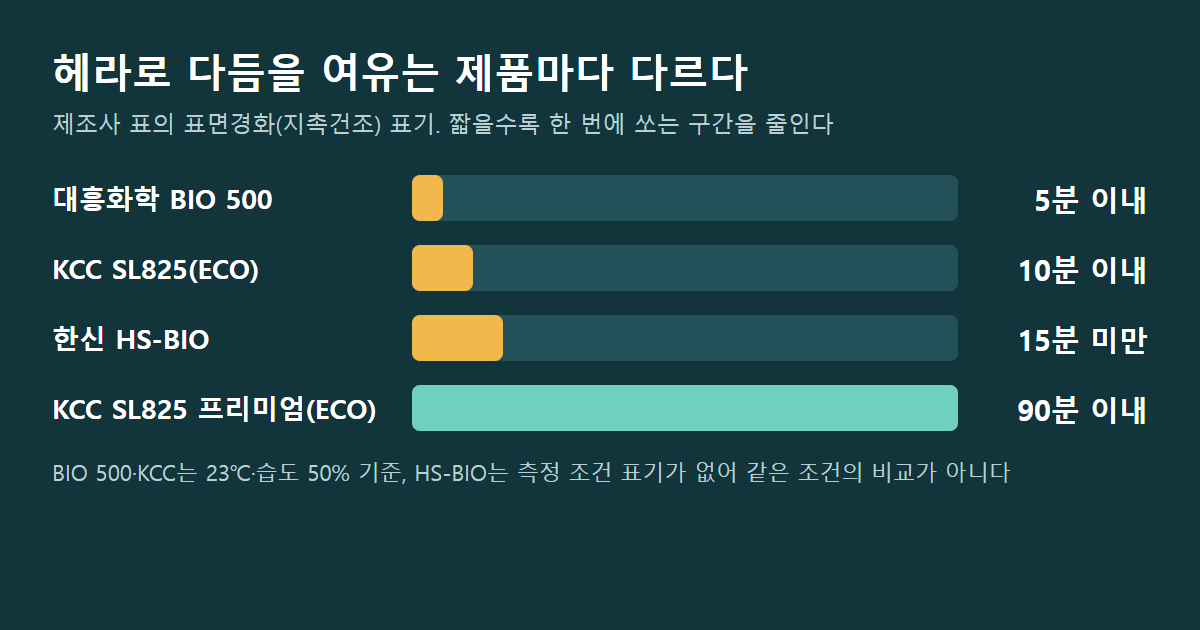 헤라로 다듬을 여유는 제품마다 다르다
제조사 표의 표면경화(지촉건조) 표기. 짧을수록 한 번에 쏘는 구간을 줄인다
대흥화학 BIO 500 5분 이내
KCC SL825(ECO) 10분 이내
한신 HS-BIO 15분 미만
KCC SL825 프리미엄(ECO) 90분 이내
BIO 500·KCC는 23℃·습도 50% 기준, HS-BIO는 측정 조건 표기가 없어 같은 조건의 비교가 아니다